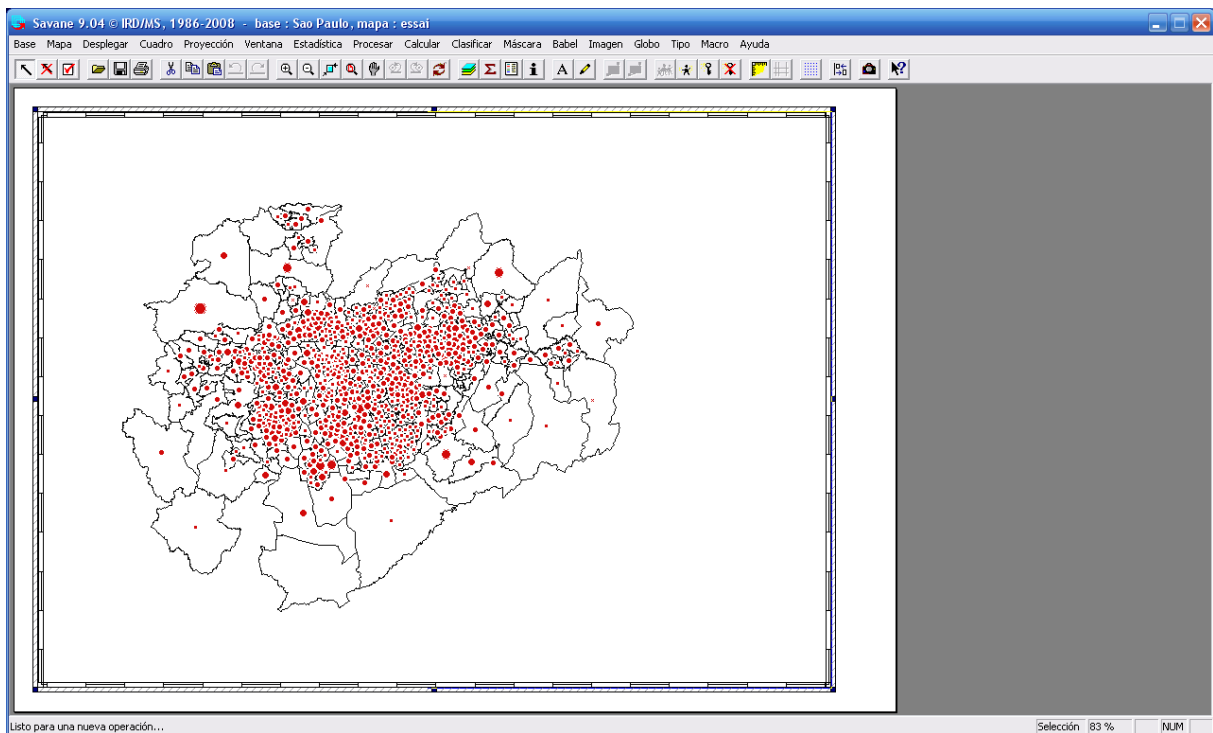 Savane 9.04 © IRD/MS, 1986-2008 - base : Sao Paulo, mapa : essai
Base Mapa Desplegar Cuadro Proyección Ventana Estadística Procesar Calcular Clasificar Máscara Babel Imagen Globo Tipo Macro Ayuda
Listo para una nueva operación... Selección 83 % NUM